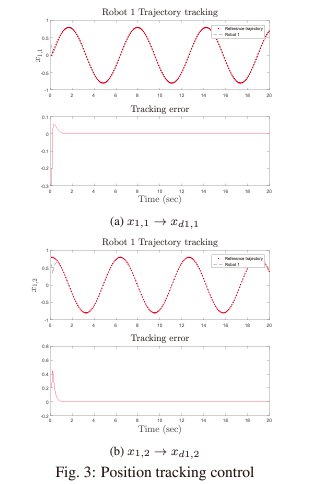 Robot 1 Trajectory tracking
1
0.5
0
-0.5
-1
x1,1
Reference trajectory
Robot 1
0 2 4 6 8 10 12 14 16 18 20
Tracking error
0.1
0
-0.1
-0.2
-0.3
0 2 4 6 8 10 12 14 16 18 20
Time (sec)
(a) x1,1 → xd1,1
Robot 1 Trajectory tracking
1
0.5
0
-0.5
-1
x1,2
Reference trajectory
Robot 1
0 2 4 6 8 10 12 14 16 18 20
Tracking error
0.8
0.6
0.4
0.2
0
-0.2
0 2 4 6 8 10 12 14 16 18 20
Time (sec)
(b) x1,2 → xd1,2
Fig. 3: Position tracking control